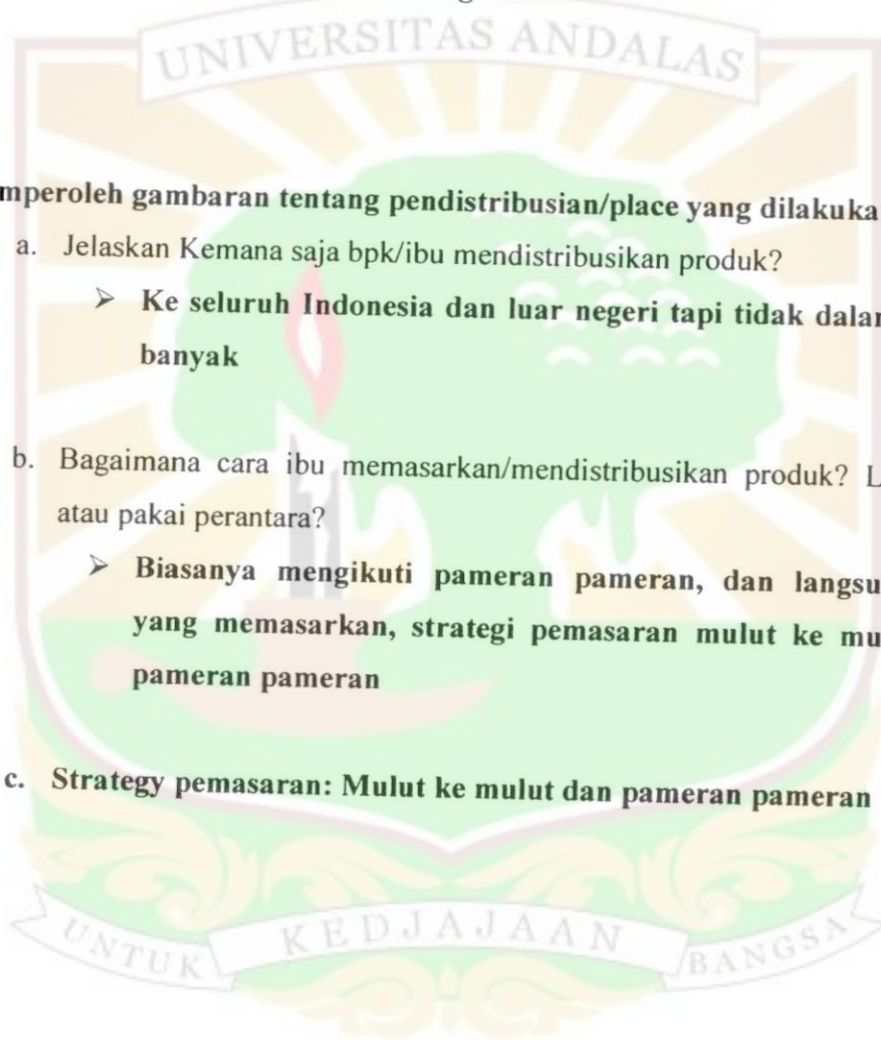 UNIVERSITAS ANDALAS
mperoleh gambaran tentang pendistribusian/place yang dilakuka
a. Jelaskan Kemana saja bpk/ibu mendistribusikan produk?
➢ Ke seluruh Indonesia dan luar negeri tapi tidak dalar
banyak
b. Bagaimana cara ibu memasarkan/mendistribusikan produk? L
atau pakai perantara?
➢ Biasanya mengikuti pameran pameran, dan langsu
yang memasarkan, strategi pemasaran mulut ke mu
pameran pameran
c. Strategy pemasaran: Mulut ke mulut dan pameran pameran
UNTUK KEDJAJAAN BANGSA